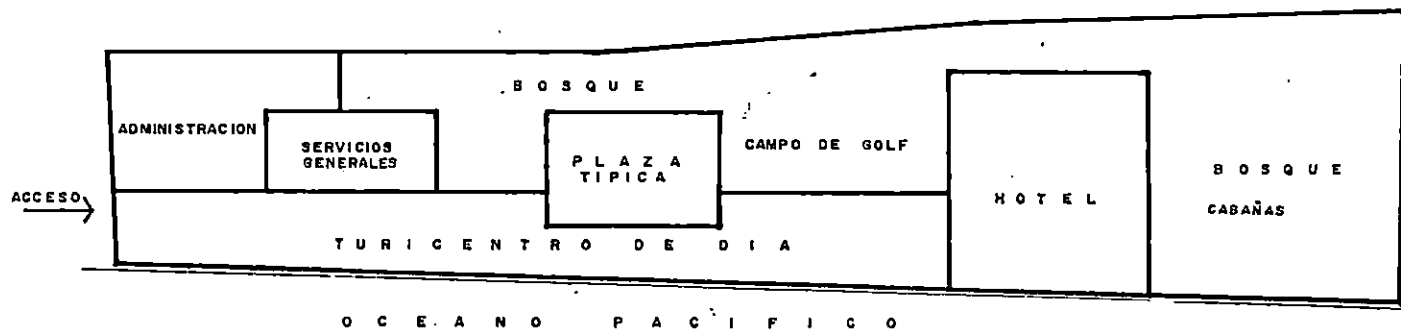 BOSQUE
ADMINISTRACION
SERVICIOS
GENERALES
PLAZA
TIPICA
CAMPO DE GOLF
BOSQUE
CABAÑAS
HOTEL
ACCESO
TURICENTRO DE DIA
OCEANO PACIFICO